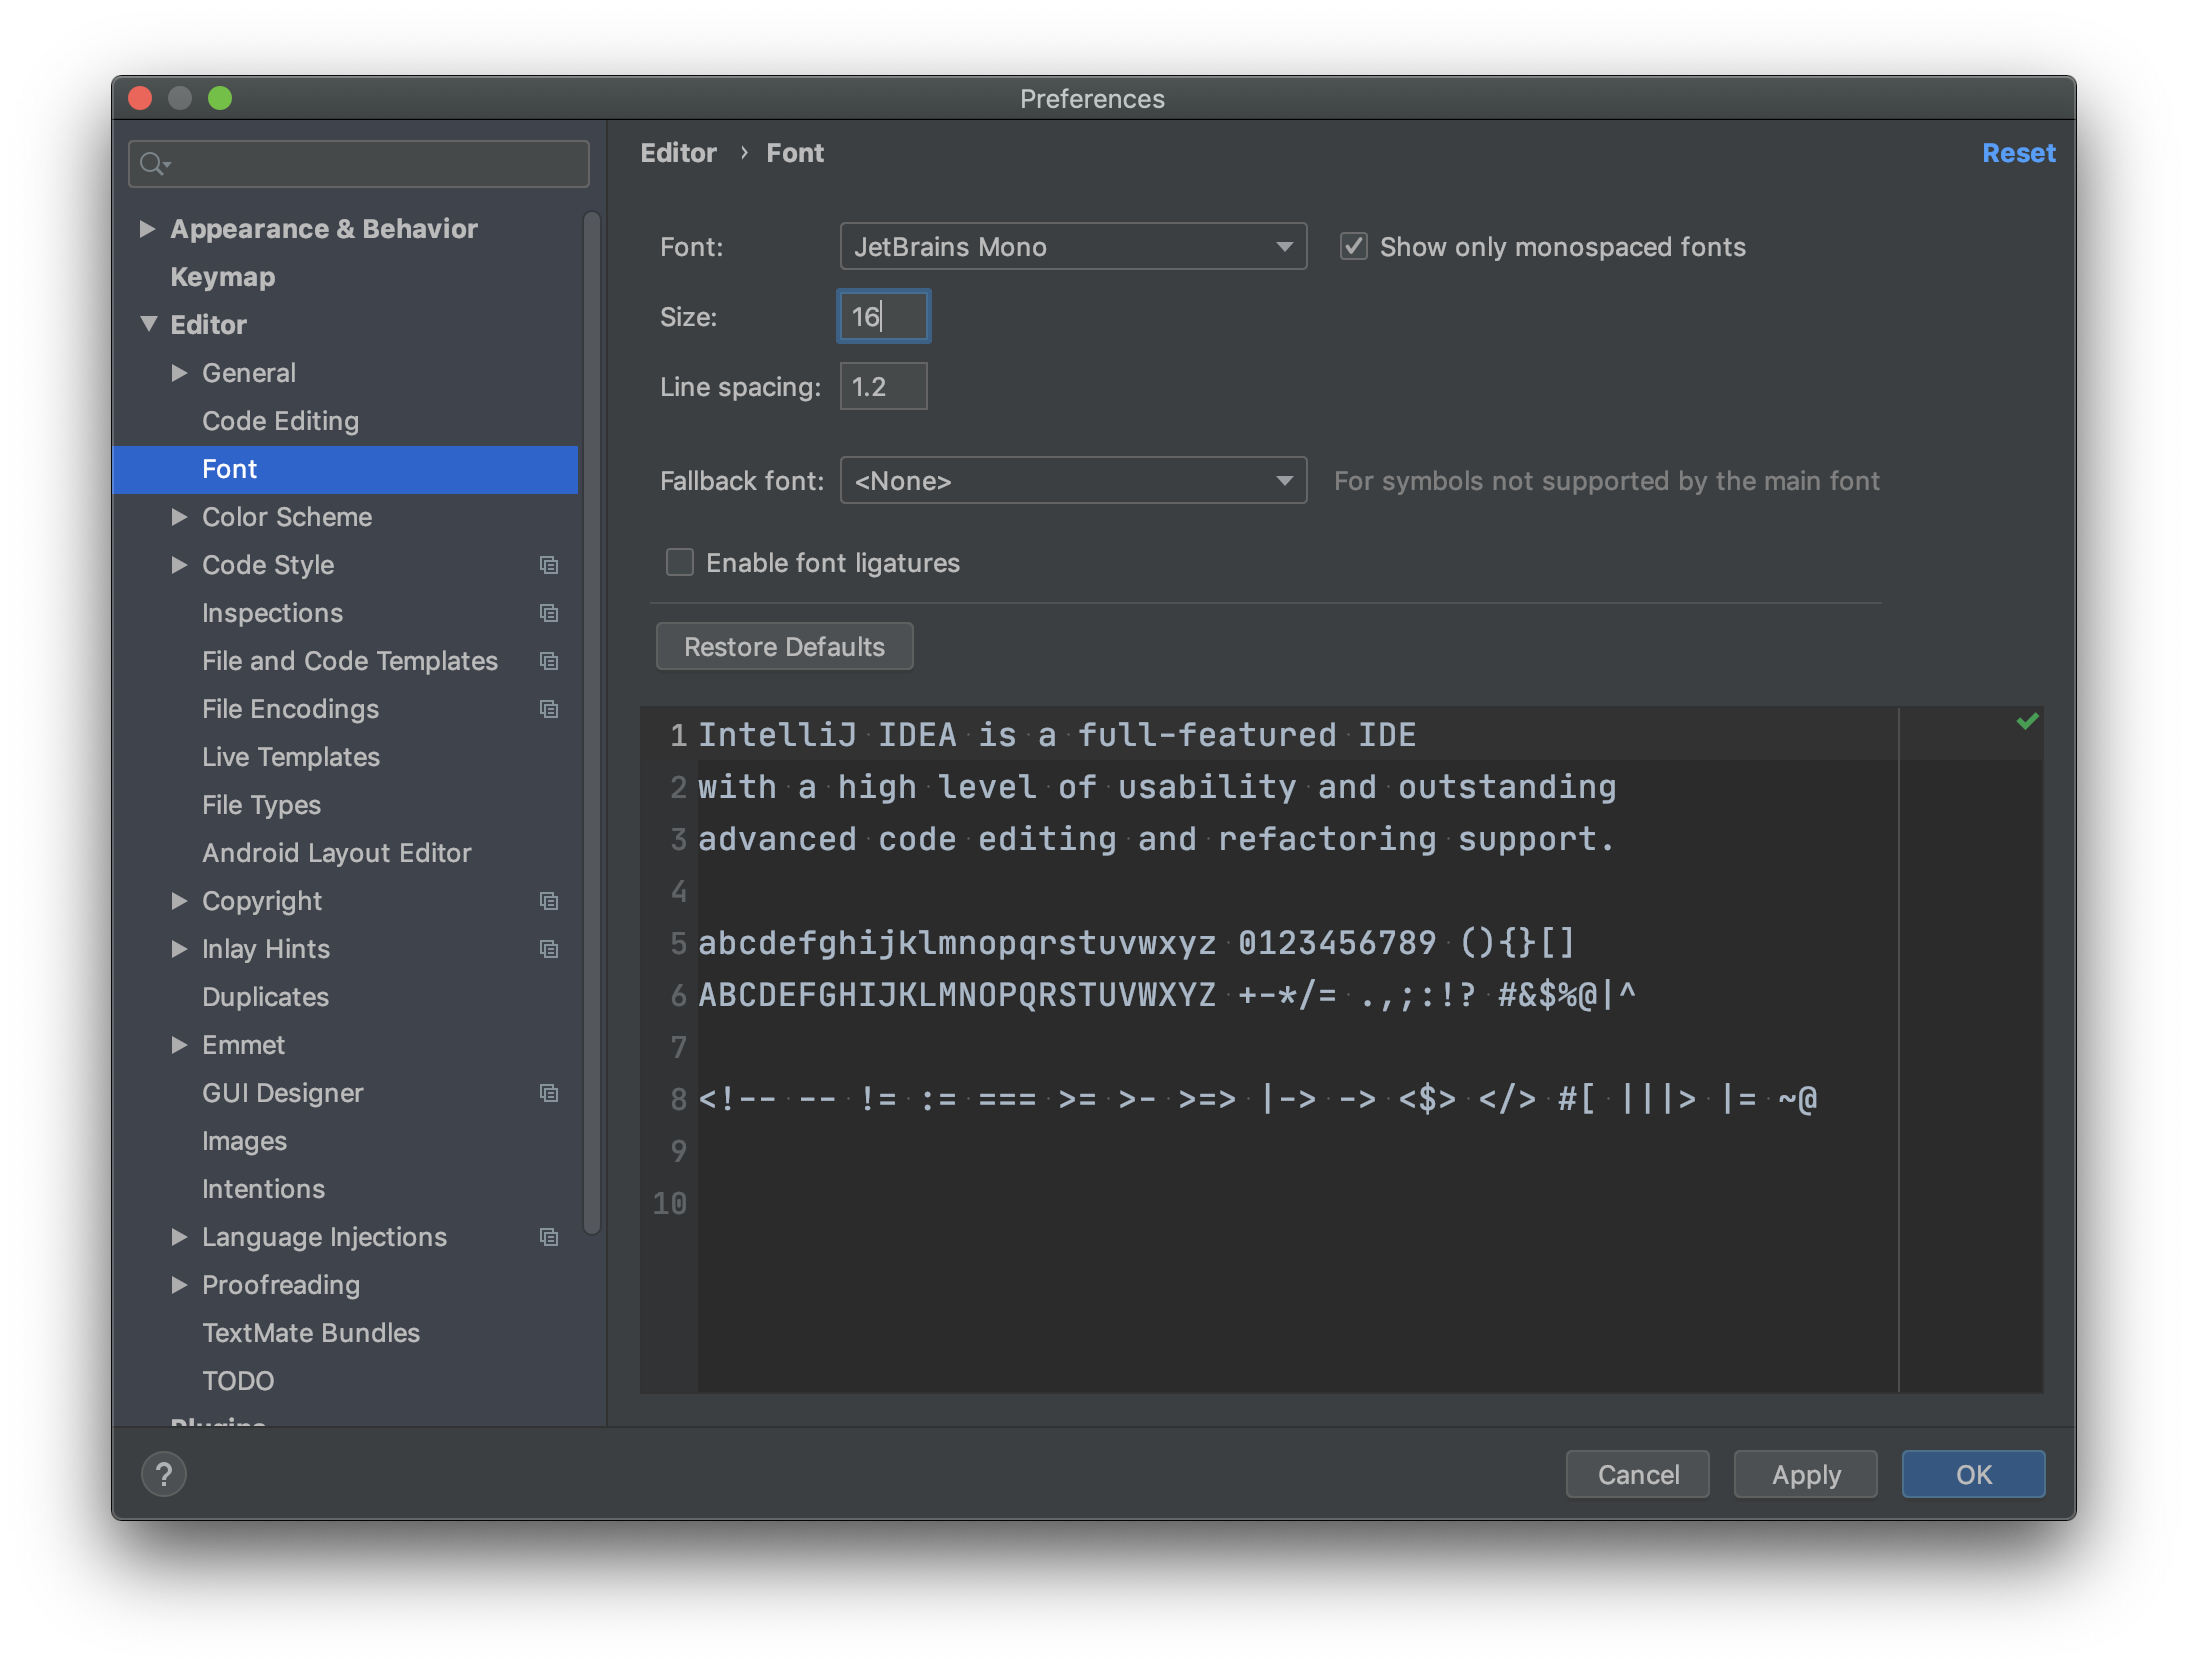 Preferences
Appearance & Behavior
Keymap
Editor
General
Code Editing
Font
Color Scheme
Code Style
Inspections
File and Code Templates
File Encodings
Live Templates
File Types
Android Layout Editor
Copyright
Inlay Hints
Duplicates
Emmet
GUI Designer
Images
Intentions
Language Injections
Proofreading
TextMate Bundles
TODO
Plugins
Editor › Font
Reset
Font: JetBrains Mono Show only monospaced fonts
Size: 16
Line spacing: 1.2
Fallback font: <None> For symbols not supported by the main font
Enable font ligatures
Restore Defaults
1 IntelliJ IDEA is a full-featured IDE
2 with a high level of usability and outstanding
3 advanced code editing and refactoring support.
4
5 abcdefghijklmnopqrstuvwxyz 0123456789 (){}[]
6 ABCDEFGHIJKLMNOPQRSTUVWXYZ +-*/= .,;:!? #&$%@|^
7
8 <!-- -- != := === >= >- >=> |-> -> <$> </> #[ |||> |= ~@
9
10
? Cancel Apply OK